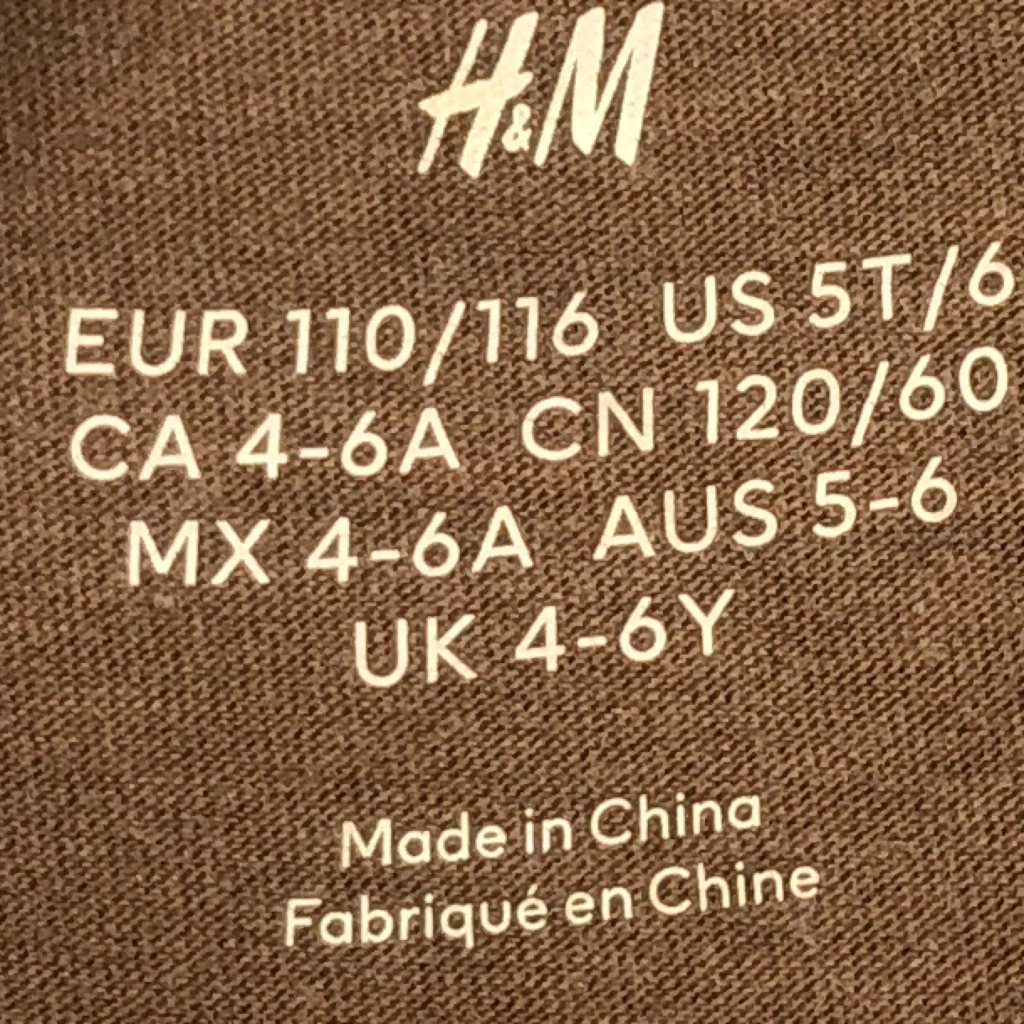 H&M
EUR 110/116 US 5T/6
CA 4-6A CN 120/60
MX 4-6A AUS 5-6
UK 4-6Y
Made in China
Fabriqué en Chine